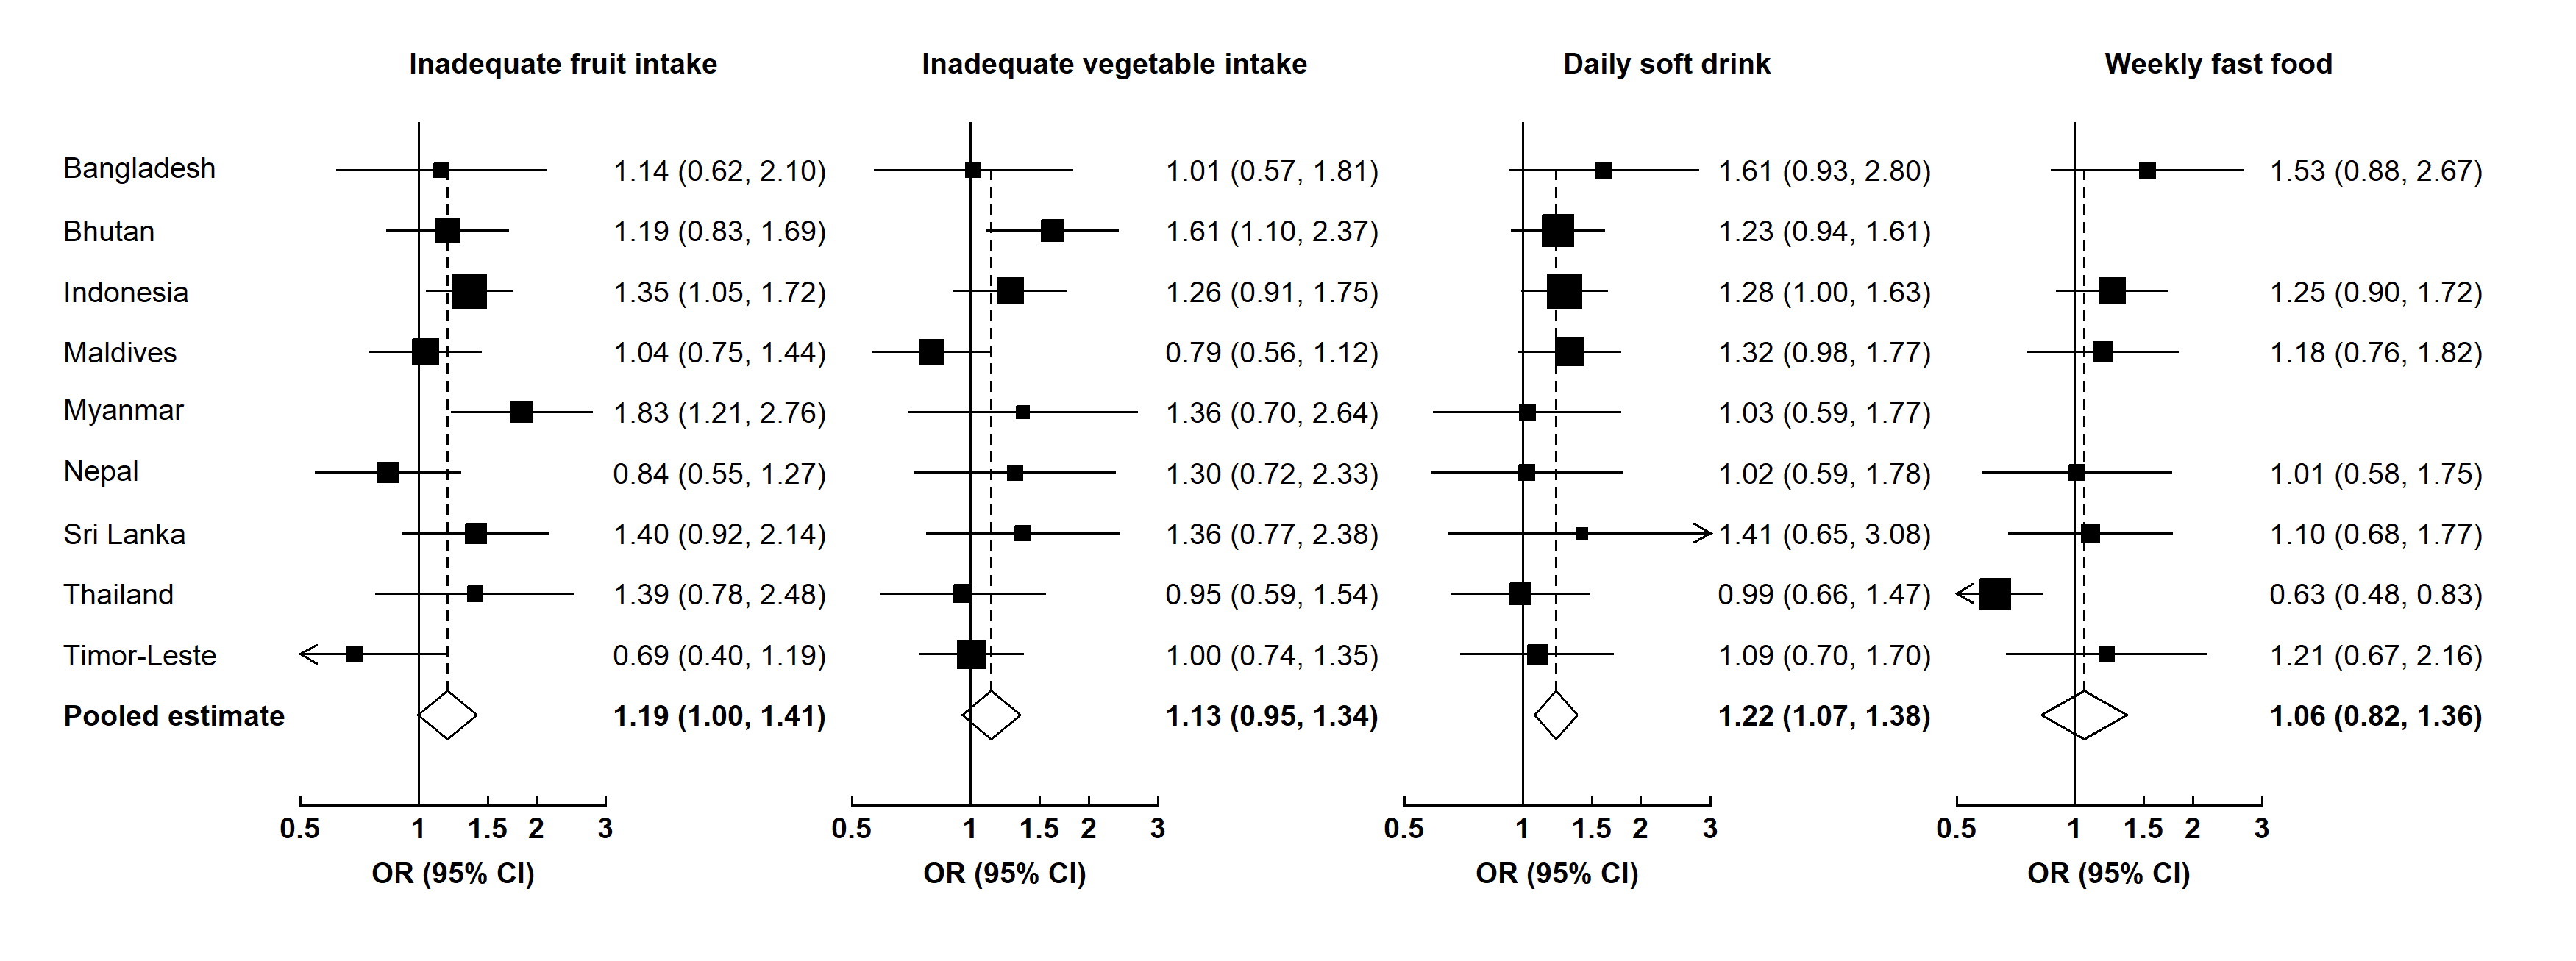 Inadequate fruit intake Inadequate vegetable intake Daily soft drink Weekly fast food
Bangladesh 1.14 (0.62, 2.10) 1.01 (0.57, 1.81) 1.61 (0.93, 2.80) 1.53 (0.88, 2.67)
Bhutan 1.19 (0.83, 1.69) 1.61 (1.10, 2.37) 1.23 (0.94, 1.61)
Indonesia 1.35 (1.05, 1.72) 1.26 (0.91, 1.75) 1.28 (1.00, 1.63) 1.25 (0.90, 1.72)
Maldives 1.04 (0.75, 1.44) 0.79 (0.56, 1.12) 1.32 (0.98, 1.77) 1.18 (0.76, 1.82)
Myanmar 1.83 (1.21, 2.76) 1.36 (0.70, 2.64) 1.03 (0.59, 1.77)
Nepal 0.84 (0.55, 1.27) 1.30 (0.72, 2.33) 1.02 (0.59, 1.78) 1.01 (0.58, 1.75)
Sri Lanka 1.40 (0.92, 2.14) 1.36 (0.77, 2.38) 1.41 (0.65, 3.08) 1.10 (0.68, 1.77)
Thailand 1.39 (0.78, 2.48) 0.95 (0.59, 1.54) 0.99 (0.66, 1.47) 0.63 (0.48, 0.83)
Timor-Leste 0.69 (0.40, 1.19) 1.00 (0.74, 1.35) 1.09 (0.70, 1.70) 1.21 (0.67, 2.16)
Pooled estimate 1.19 (1.00, 1.41) 1.13 (0.95, 1.34) 1.22 (1.07, 1.38) 1.06 (0.82, 1.36)
0.5 1 1.5 2 3 0.5 1 1.5 2 3 0.5 1 1.5 2 3 0.5 1 1.5 2 3
OR (95% CI) OR (95% CI) OR (95% CI) OR (95% CI)